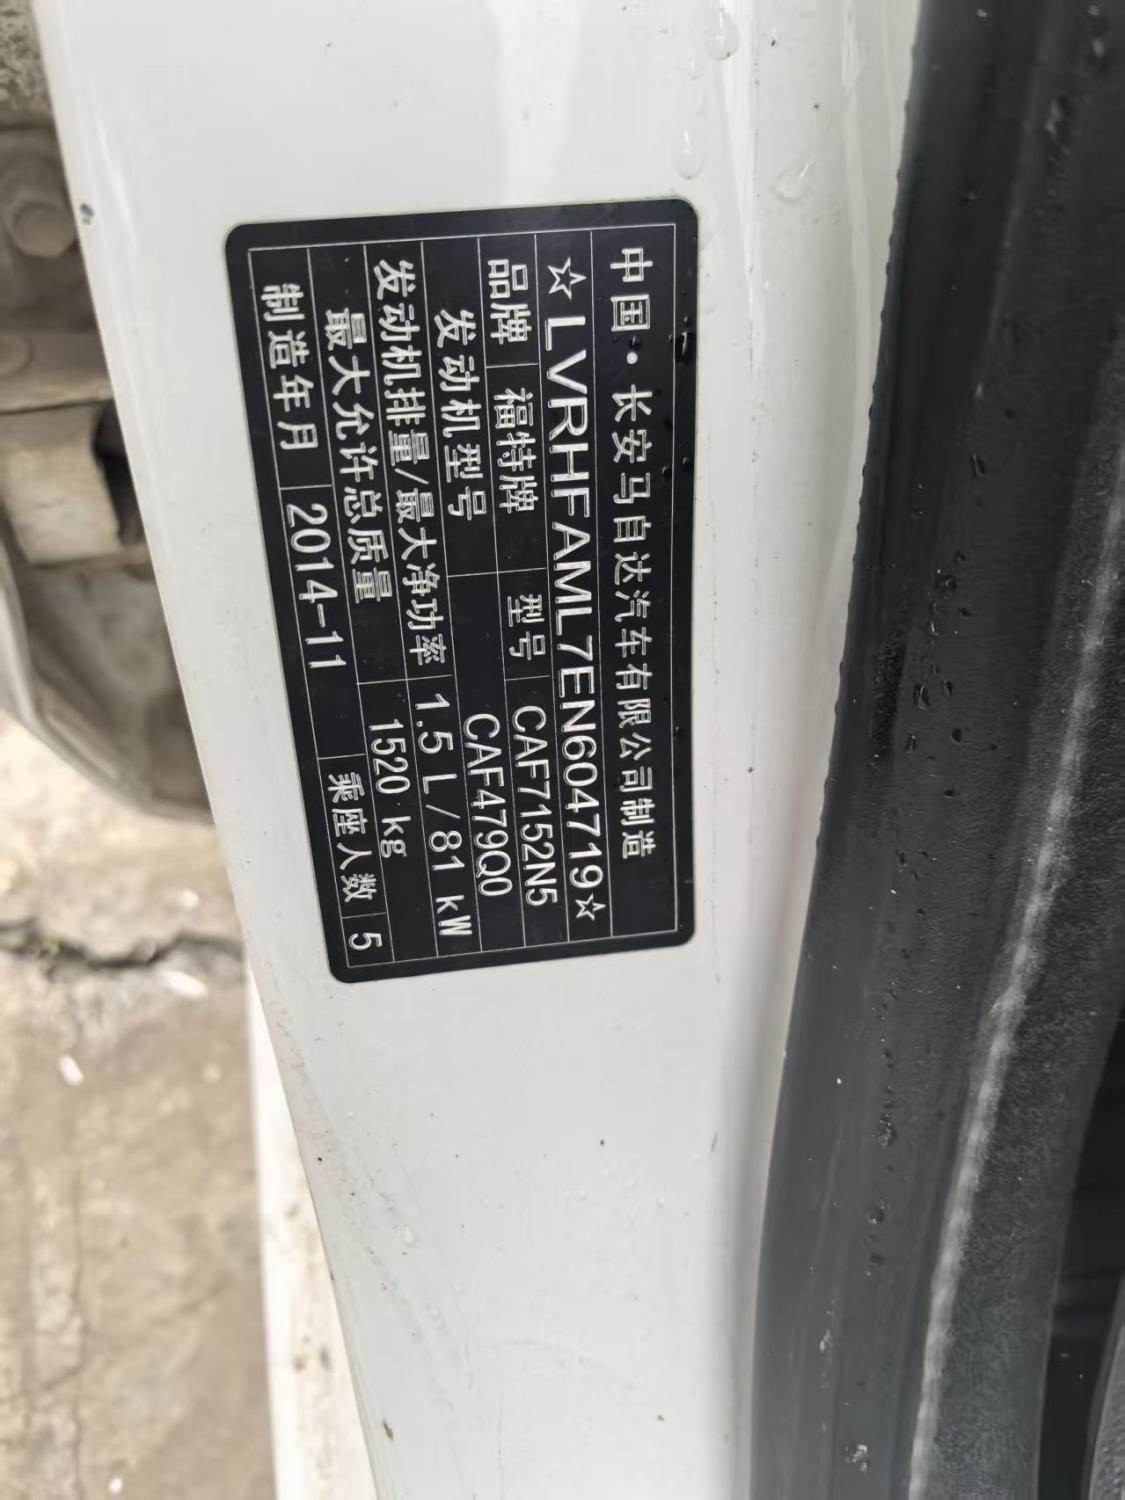 中国·长安马自达汽车有限公司制造
☆LVRHFAML7EN604719☆
品牌 福特牌 型号 CAF7152N5
发动机型号 CAF479Q0
发动机排量/最大净功率 1.5 L/81 kW
最大允许总质量 1520 kg
制造年月 2014-11 乘座人数 5